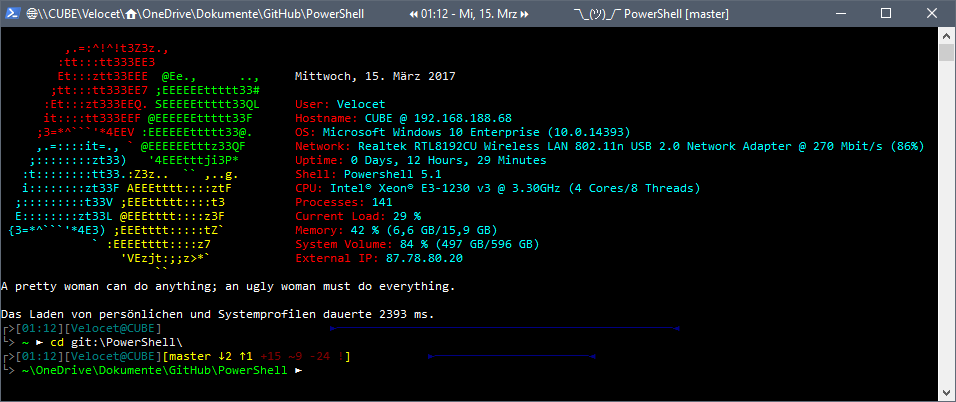 \\CUBE\Velocet\🏠\OneDrive\Dokumente\GitHub\PowerShell ⏪ 01:12 - Mi, 15. Mrz ⏩ ¯\_(ツ)_/¯ PowerShell [master]
,.=:^!^!t3Z3z.,
:tt:::tt333EE3
Et:::ztt33EEE @Ee., .., Mittwoch, 15. März 2017
;tt:::tt333EE7 ;EEEEEEttttt33#
:Et:::zt333EEQ. SEEEEEttttt33QL User: Velocet
it::::tt333EEF @EEEEEEttttt33F Hostname: CUBE @ 192.168.188.68
;3=*^```'*4EEV :EEEEEEttttt33@. OS: Microsoft Windows 10 Enterprise (10.0.14393)
,.=::::it=., ` @EEEEEEtttz33QF Network: Realtek RTL8192CU Wireless LAN 802.11n USB 2.0 Network Adapter @ 270 Mbit/s (86%)
;::::::::zt33) '4EEEtttji3P* Uptime: 0 Days, 12 Hours, 29 Minutes
:t::::::::tt33.:Z3z.. `` ,..g. Shell: Powershell 5.1
i::::::::zt33F AEEEtttt::::ztF CPU: Intel® Xeon® E3-1230 v3 @ 3.30GHz (4 Cores/8 Threads)
;:::::::::t33V ;EEEttttt::::t3 Processes: 141
E::::::::zt33L @EEEtttt::::z3F Current Load: 29 %
{3=*^```'*4E3) ;EEEtttt:::::tZ` Memory: 42 % (6,6 GB/15,9 GB)
` :EEEEtttt::::z7 System Volume: 84 % (497 GB/596 GB)
'VEzjt:;;z>*` External IP: 87.78.80.20
``
A pretty woman can do anything; an ugly woman must do everything.
Das Laden von persönlichen und Systemprofilen dauerte 2393 ms.
┌>[01:12][Velocet@CUBE]
└> ~ ► cd git:\PowerShell\
┌>[01:12][Velocet@CUBE][master ↓2 ↑1 +15 ~9 -24 !]
└> ~\OneDrive\Dokumente\GitHub\PowerShell ►